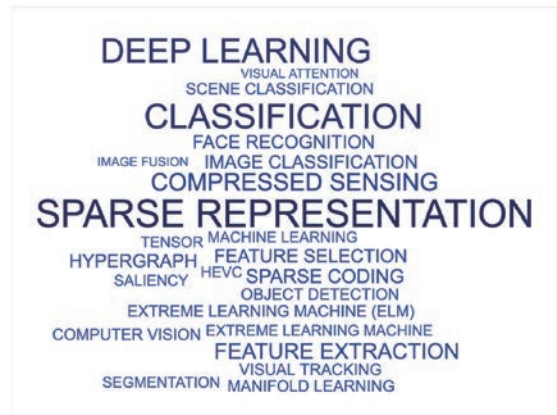 DEEP LEARNING
VISUAL ATTENTION
SCENE CLASSIFICATION
CLASSIFICATION
FACE RECOGNITION
IMAGE FUSION IMAGE CLASSIFICATION
COMPRESSED SENSING
SPARSE REPRESENTATION
TENSOR MACHINE LEARNING
HYPERGRAPH FEATURE SELECTION
SALIENCY HEVC SPARSE CODING
OBJECT DETECTION
EXTREME LEARNING MACHINE (ELM)
COMPUTER VISION EXTREME LEARNING MACHINE
FEATURE EXTRACTION
VISUAL TRACKING
SEGMENTATION MANIFOLD LEARNING